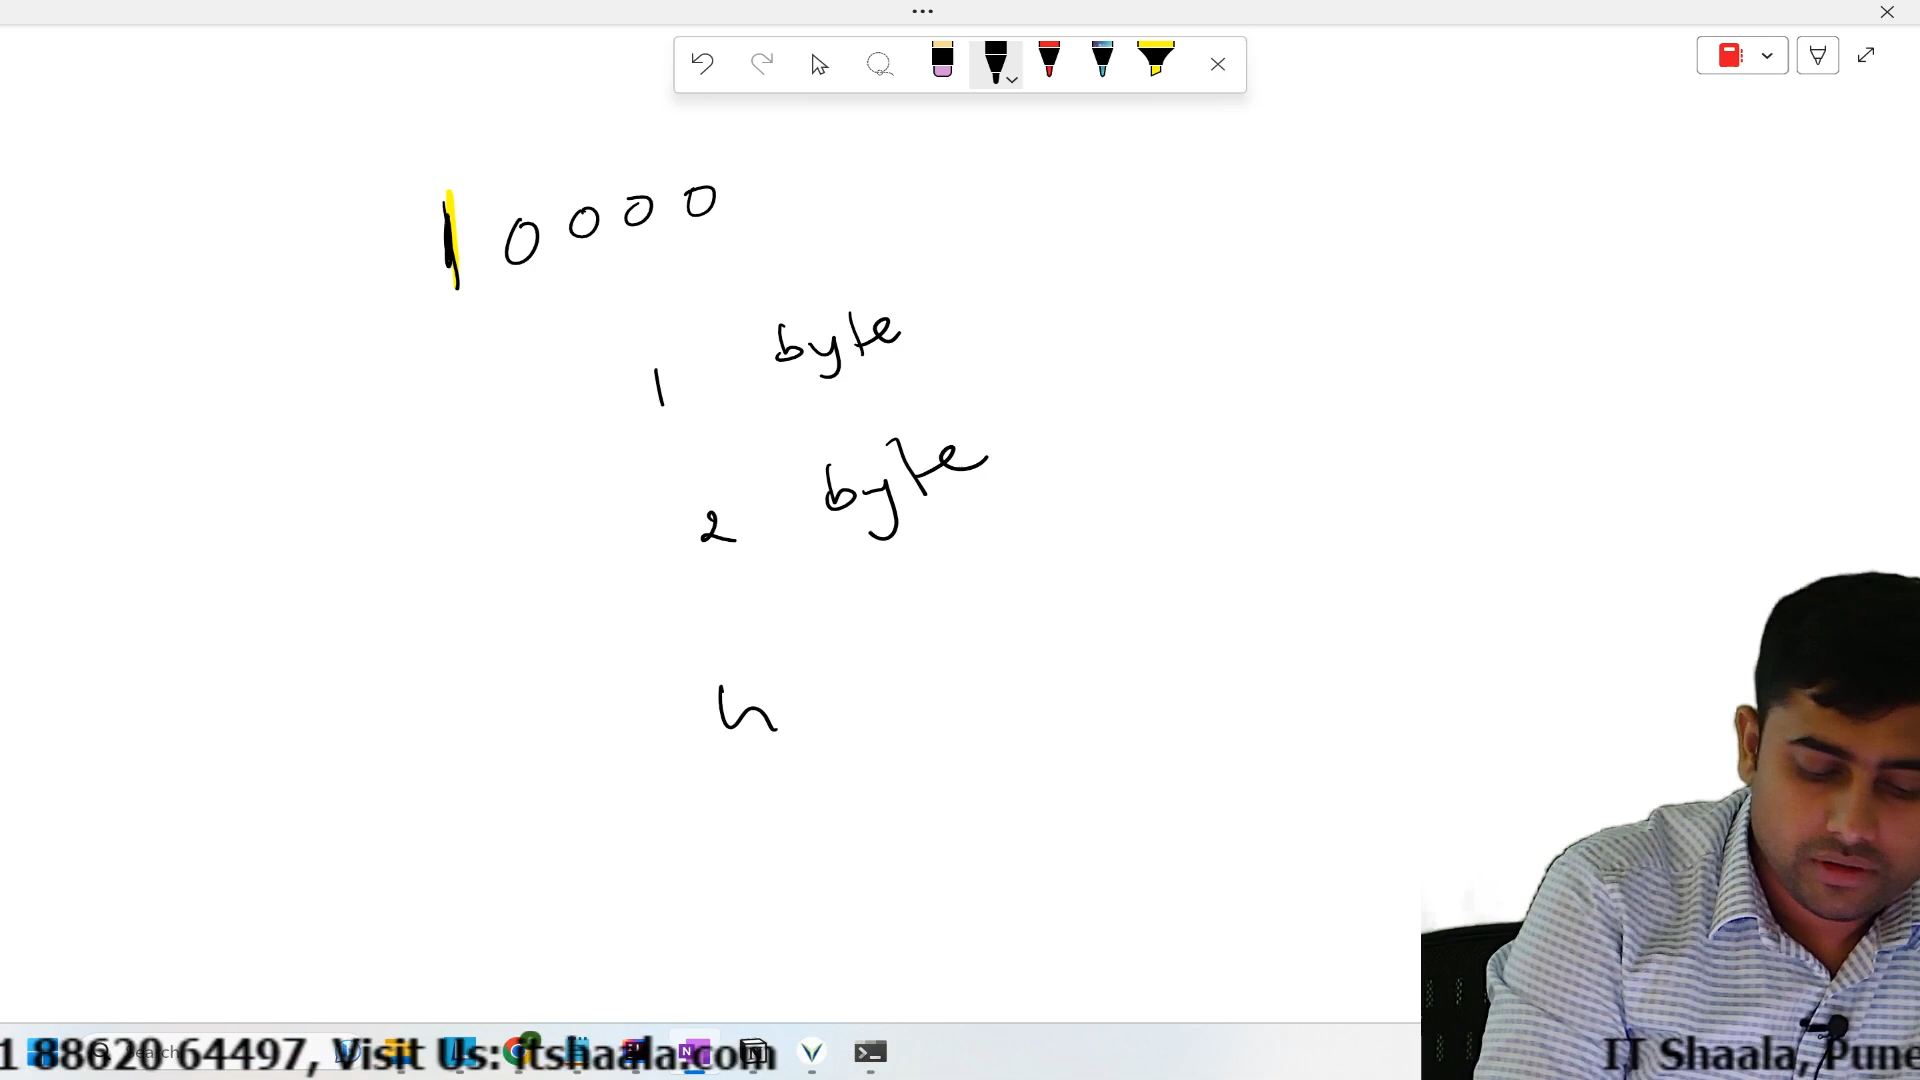 1 0 0 0 0
1 byte
2 byte
h
1 88620 64497, Visit Us: itshaala.com
IT Shaala, Pune